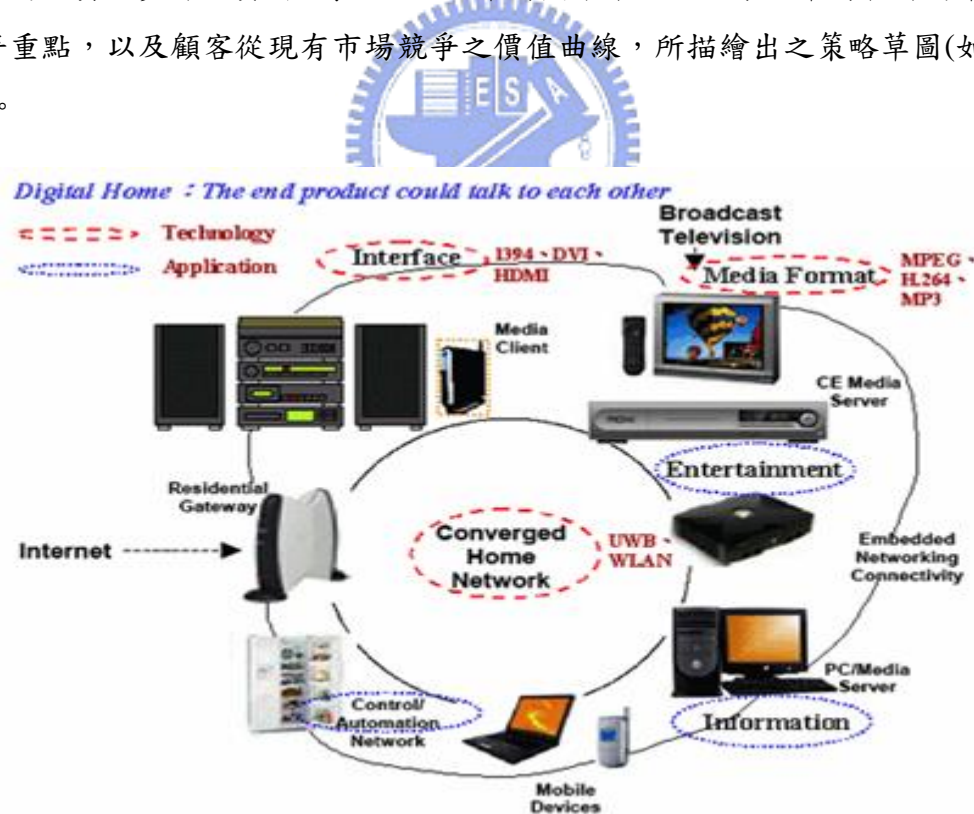 重點，以及顧客從現有市場競爭之價值曲線，所描繪出之策略草圖(如
。
E S A
Digital Home：The end product could talk to each other
Technology
Application
Interface
1394、DVI、
HDMI
Broadcast
Television
Media Format
MPEG、
H.264、
MP3
Media
Client
CE Media
Server
Entertainment
Residential
Gateway
Internet
Converged
Home
Network
UWB、
WLAN
Embedded
Networking
Connectivity
PC/Media
Server
Information
Control/
Automation
Network
Mobile
Devices